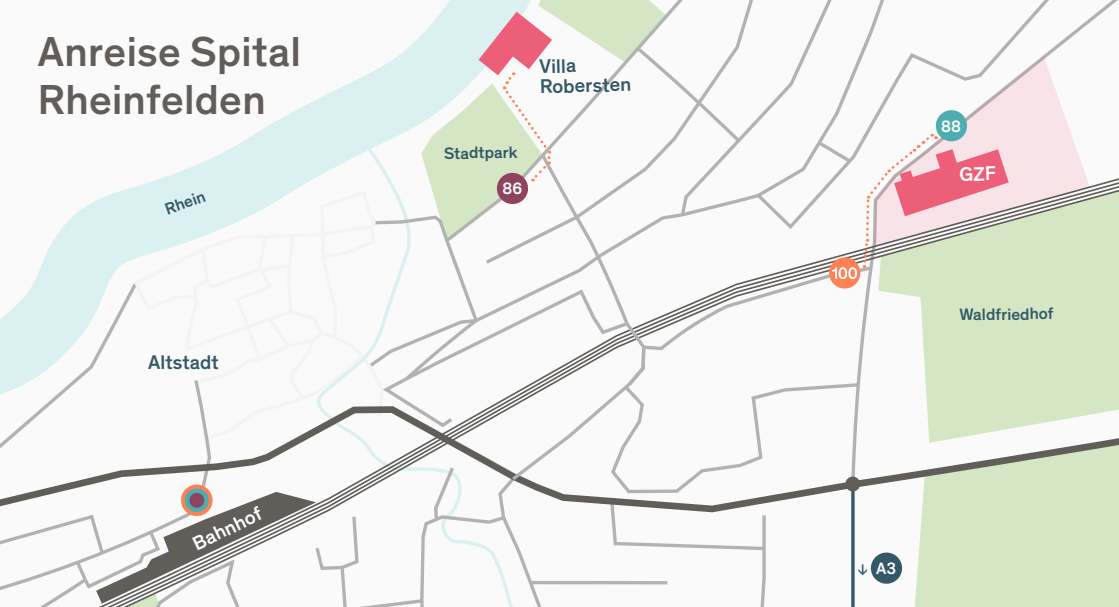 Anreise Spital
Rheinfelden
Villa
Robersten
88
Stadtpark
GZF
86
Rhein
100
Waldfriedhof
Altstadt
Bahnhof
↓ A3